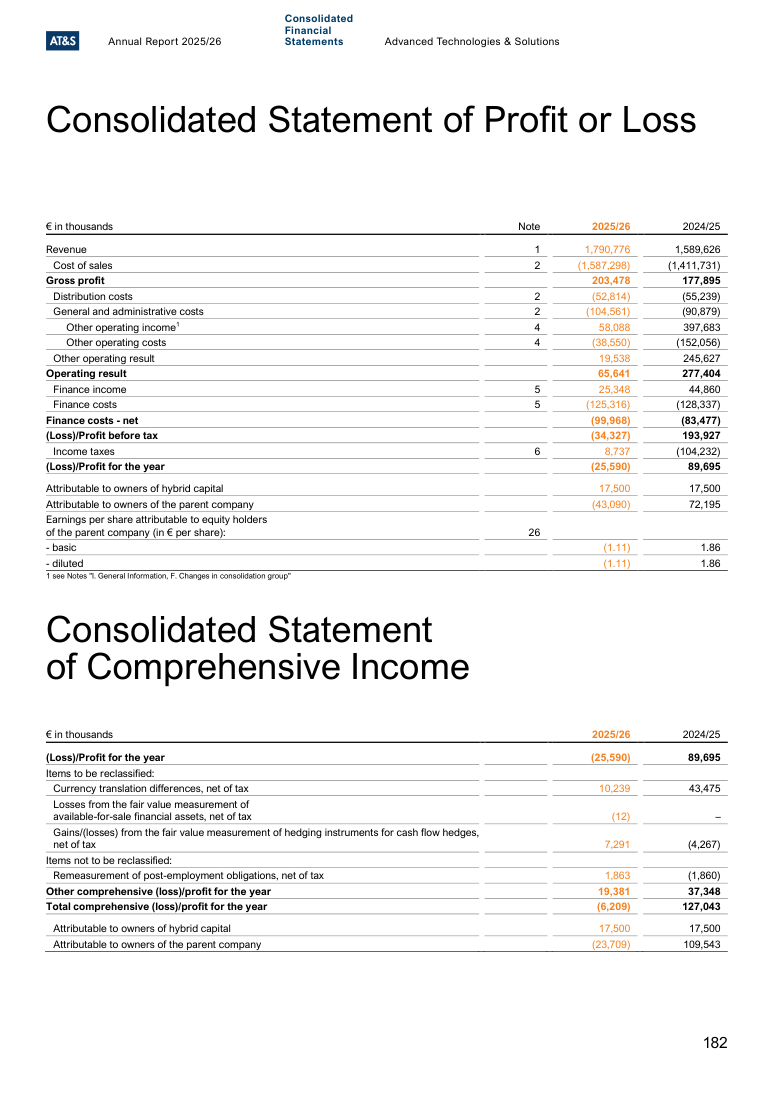 AT&S
Annual Report 2025/26
Consolidated
Financial
Statements
Advanced Technologies & Solutions
Consolidated Statement of Profit or Loss
€ in thousands Note 2025/26 2024/25
Revenue 1 1,790,776 1,589,626
Cost of sales 2 (1,587,298) (1,411,731)
Gross profit 203,478 177,895
Distribution costs 2 (52,814) (55,239)
General and administrative costs 2 (104,561) (90,879)
Other operating income1 4 58,088 397,683
Other operating costs 4 (38,550) (152,056)
Other operating result 19,538 245,627
Operating result 65,641 277,404
Finance income 5 25,348 44,860
Finance costs 5 (125,316) (128,337)
Finance costs - net (99,968) (83,477)
(Loss)/Profit before tax (34,327) 193,927
Income taxes 6 8,737 (104,232)
(Loss)/Profit for the year (25,590) 89,695
Attributable to owners of hybrid capital 17,500 17,500
Attributable to owners of the parent company (43,090) 72,195
Earnings per share attributable to equity holders
of the parent company (in € per share): 26
- basic (1.11) 1.86
- diluted (1.11) 1.86
1 see Notes "I. General Information, F. Changes in consolidation group"
Consolidated Statement
of Comprehensive Income
€ in thousands 2025/26 2024/25
(Loss)/Profit for the year (25,590) 89,695
Items to be reclassified:
Currency translation differences, net of tax 10,239 43,475
Losses from the fair value measurement of
available-for-sale financial assets, net of tax (12) –
Gains/(losses) from the fair value measurement of hedging instruments for cash flow hedges,
net of tax 7,291 (4,267)
Items not to be reclassified:
Remeasurement of post-employment obligations, net of tax 1,863 (1,860)
Other comprehensive (loss)/profit for the year 19,381 37,348
Total comprehensive (loss)/profit for the year (6,209) 127,043
Attributable to owners of hybrid capital 17,500 17,500
Attributable to owners of the parent company (23,709) 109,543
182